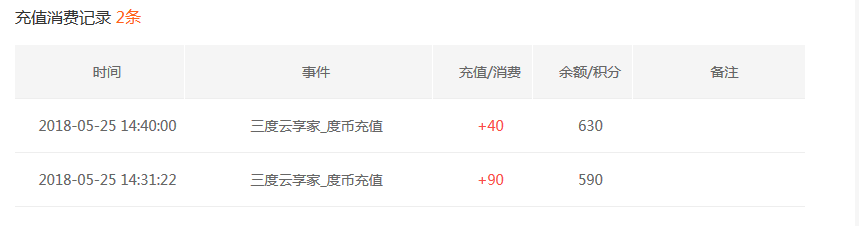 充值消费记录 2条
时间 事件 充值/消费 余额/积分 备注
2018-05-25 14:40:00 三度云享家_度币充值 +40 630
2018-05-25 14:31:22 三度云享家_度币充值 +90 590